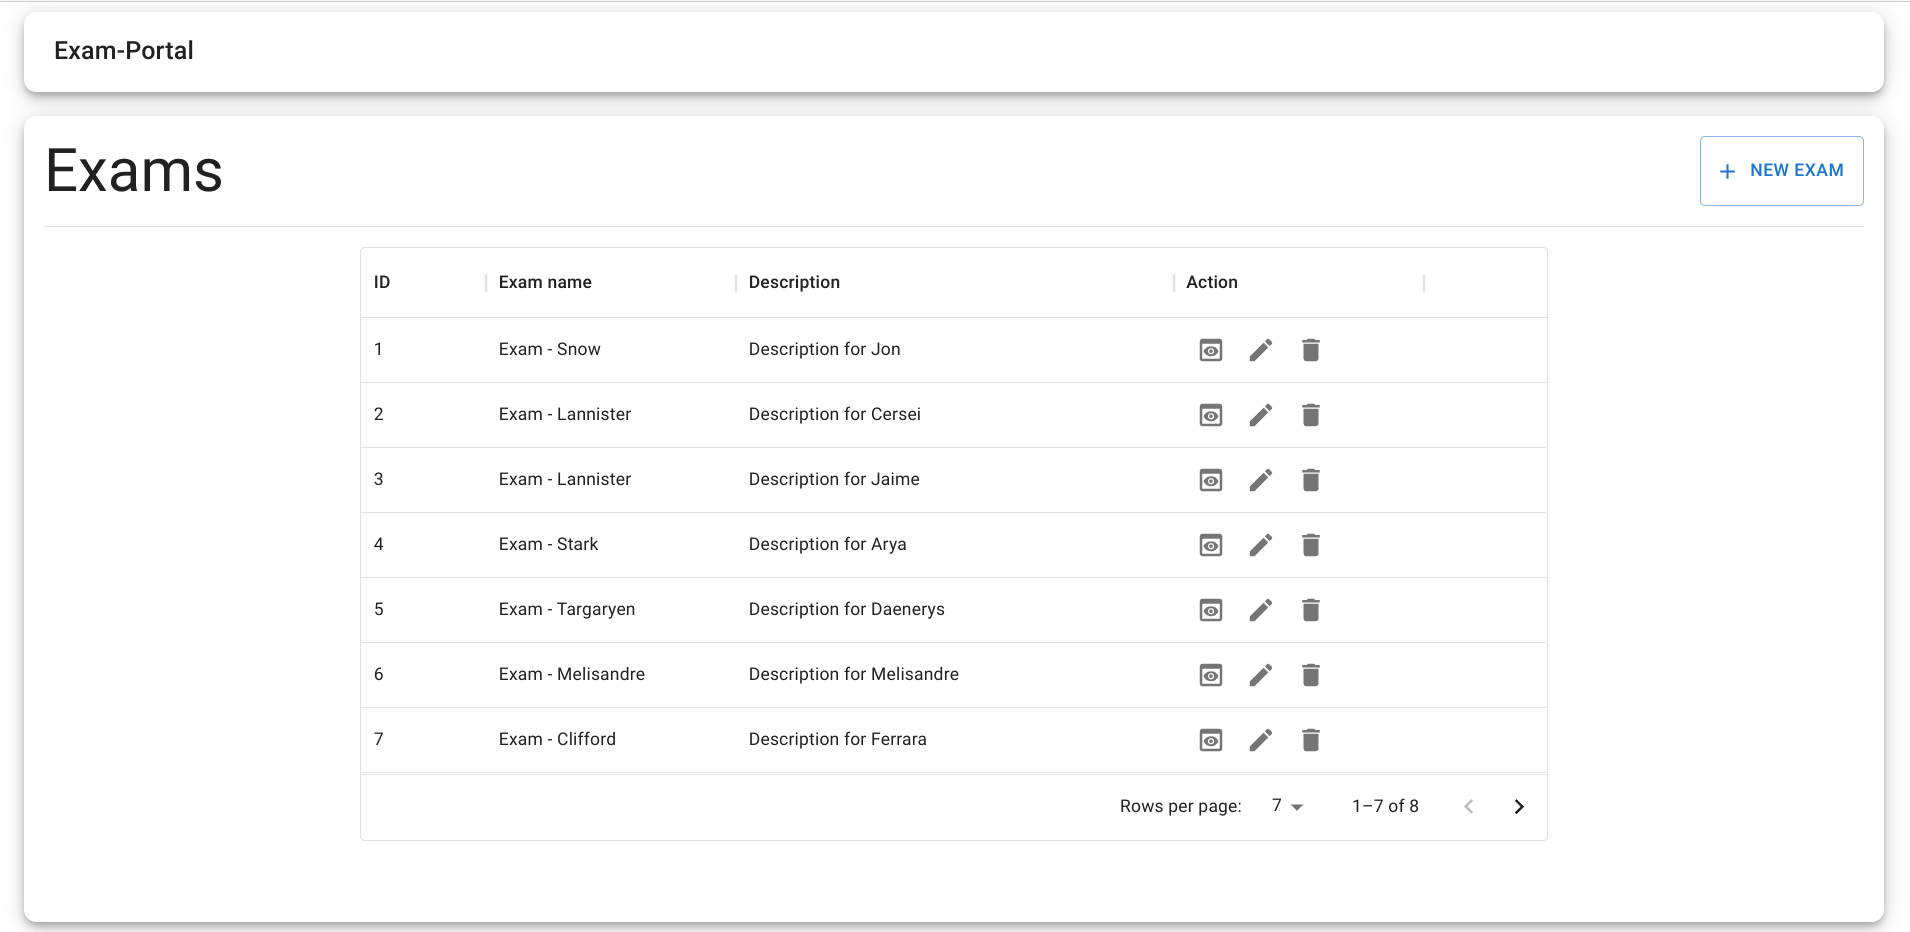 Exam-Portal
Exams
+ NEW EXAM
ID Exam name Description Action
1 Exam - Snow Description for Jon
2 Exam - Lannister Description for Cersei
3 Exam - Lannister Description for Jaime
4 Exam - Stark Description for Arya
5 Exam - Targaryen Description for Daenerys
6 Exam - Melisandre Description for Melisandre
7 Exam - Clifford Description for Ferrara
Rows per page: 7 1–7 of 8